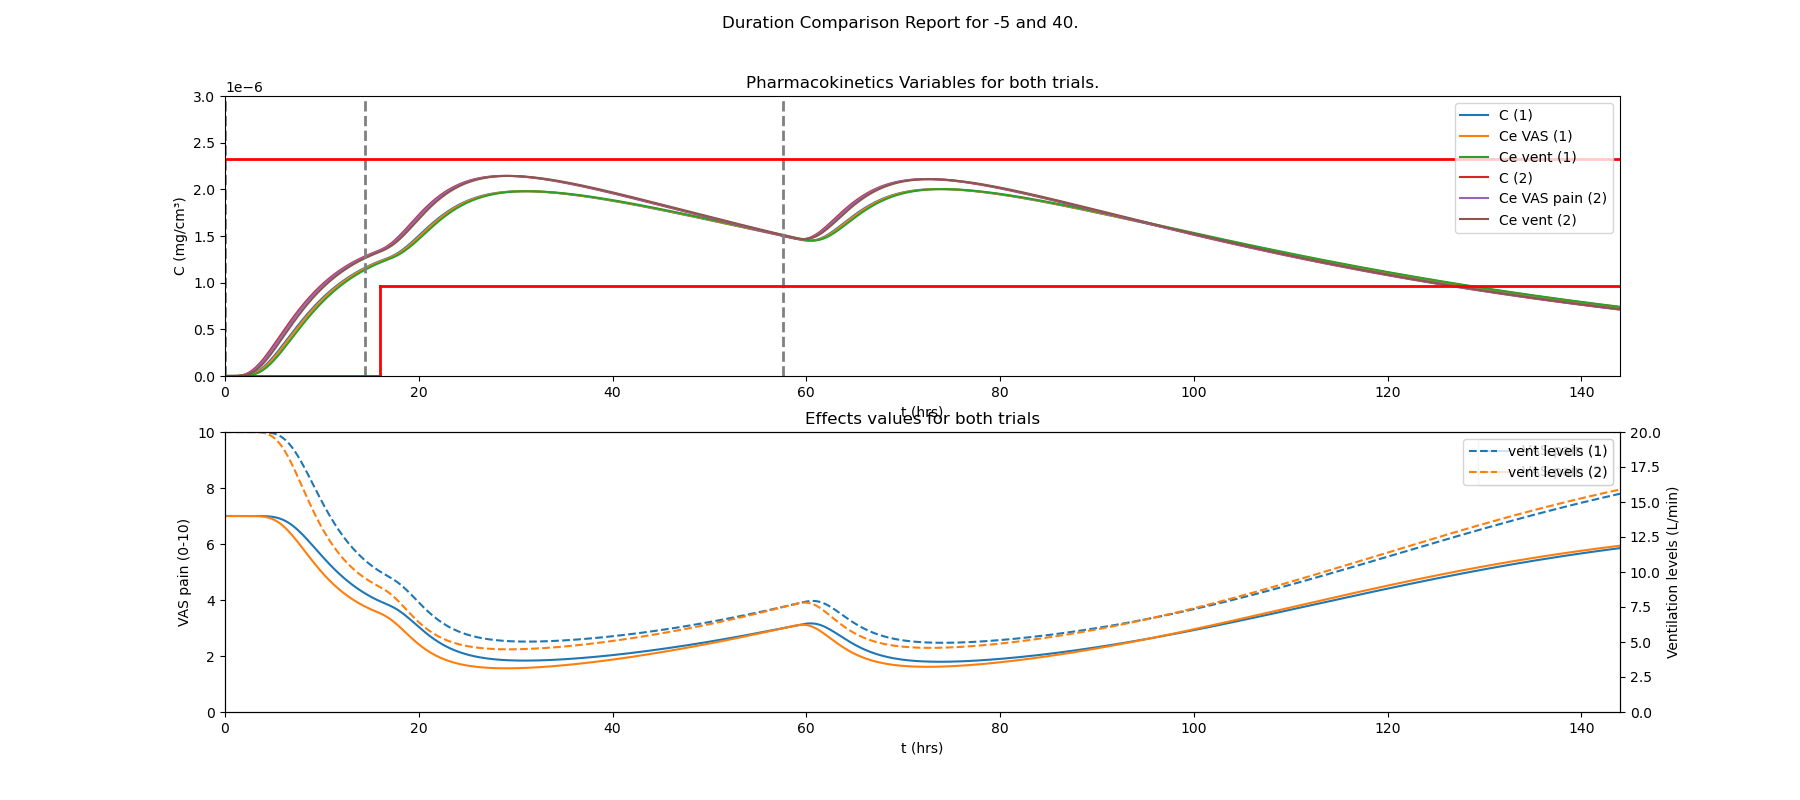 Duration Comparison Report for -5 and 40.
Pharmacokinetics Variables for both trials.
1e−6
3.0
2.5
2.0
1.5
1.0
0.5
0.0
C (mg/cm³)
C (1)
Ce VAS (1)
Ce vent (1)
C (2)
Ce VAS pain (2)
Ce vent (2)
0 20 40 60 80 100 120 140
t (hrs)
Effects values for both trials
10
8
6
4
2
0
VAS pain (0-10)
vent levels (1)
vent levels (2)
20.0
17.5
15.0
12.5
10.0
7.5
5.0
2.5
0.0
Ventilation levels (L/min)
0 20 40 60 80 100 120 140
t (hrs)